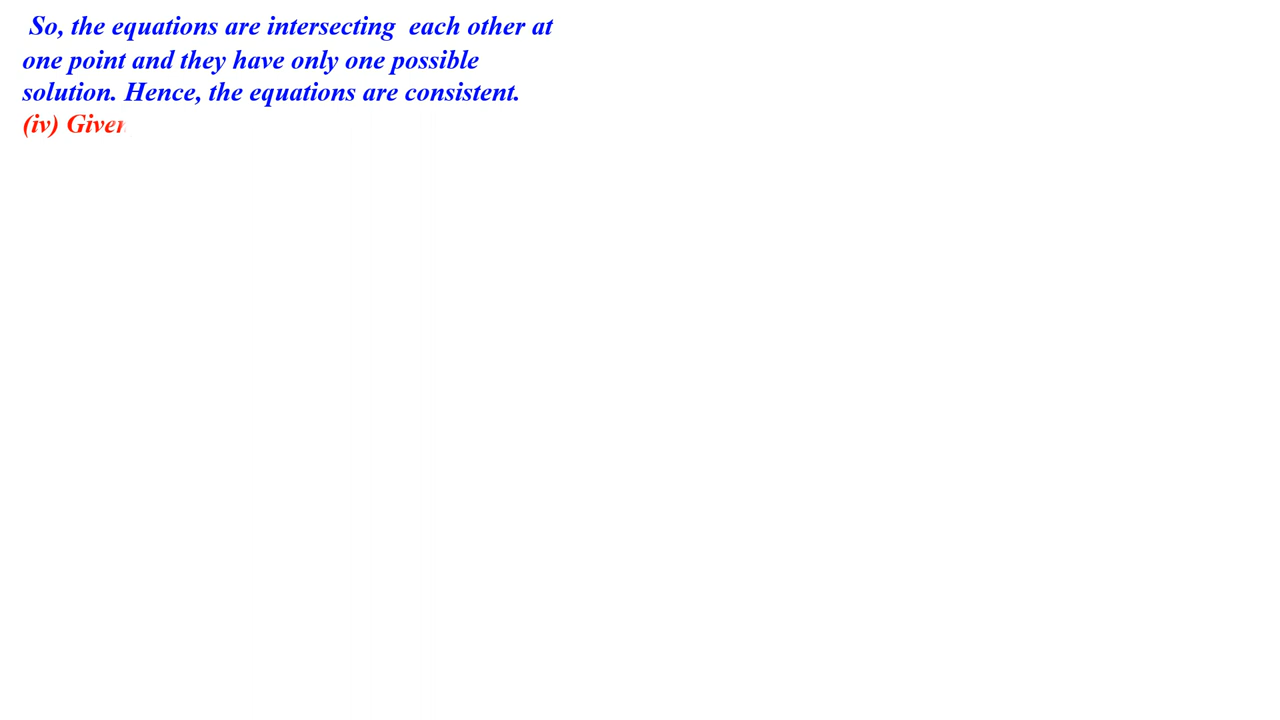 So, the equations are intersecting each other at
one point and they have only one possible
solution. Hence, the equations are consistent.
(iv) Given